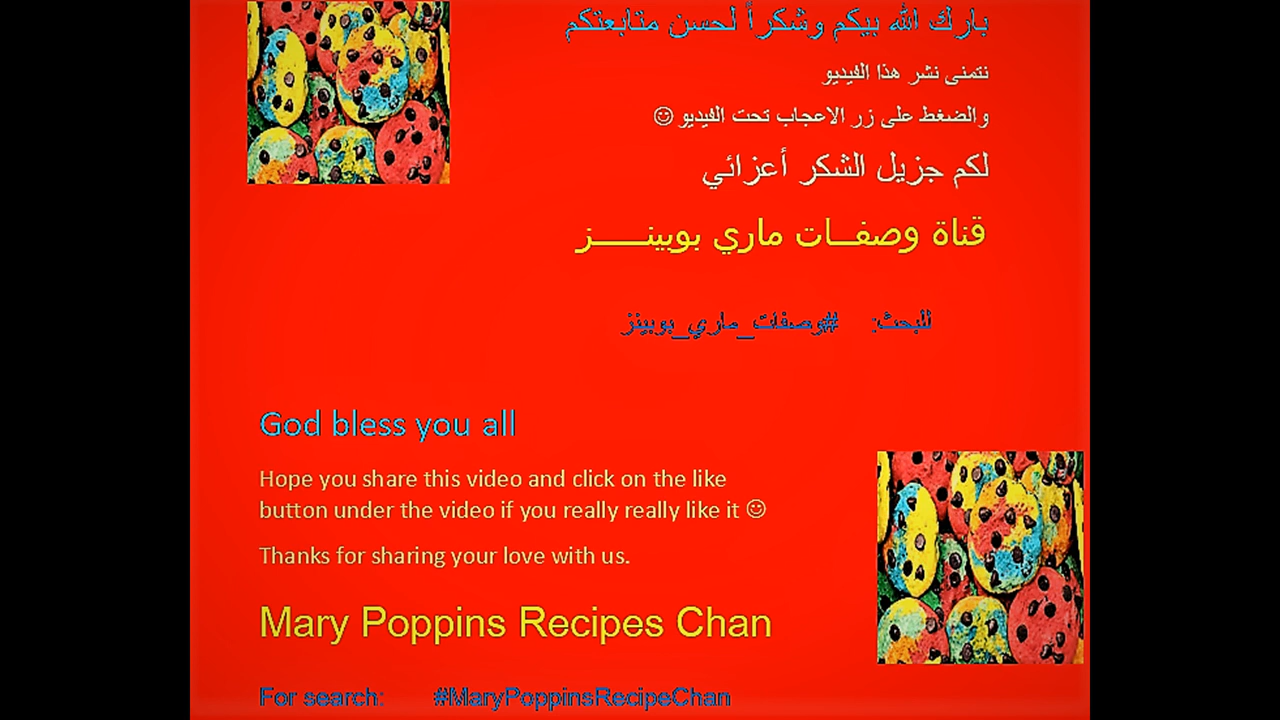 بارك الله بيكم وشكراً لحسن متابعتكم
نتمنى نشر هذا الفيديو
والضغط على زر الاعجاب تحت الفيديو ☺
لكم جزيل الشكر أعزائي
قناة وصفــات ماري بوبينـــــز
للبحث: #وصفات_ماري_بوبينز
God bless you all
Hope you share this video and click on the like
button under the video if you really really like it ☺
Thanks for sharing your love with us.
Mary Poppins Recipes Chan
For search: #MaryPoppinsRecipeChan